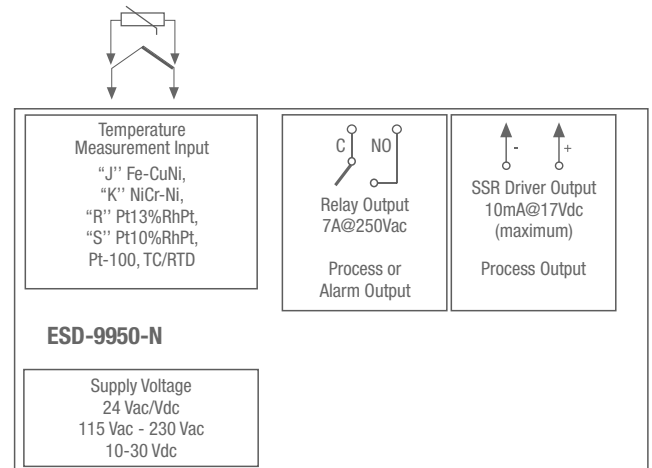 Temperature
Measurement Input
“J’’ Fe-CuNi,
“K’’ NiCr-Ni,
“R’’ Pt13%RhPt,
“S’’ Pt10%RhPt,
Pt-100, TC/RTD
C NO
Relay Output
7A@250Vac
Process or
Alarm Output
- +
SSR Driver Output
10mA@17Vdc
(maximum)
Process Output
ESD-9950-N
Supply Voltage
24 Vac/Vdc
115 Vac - 230 Vac
10-30 Vdc